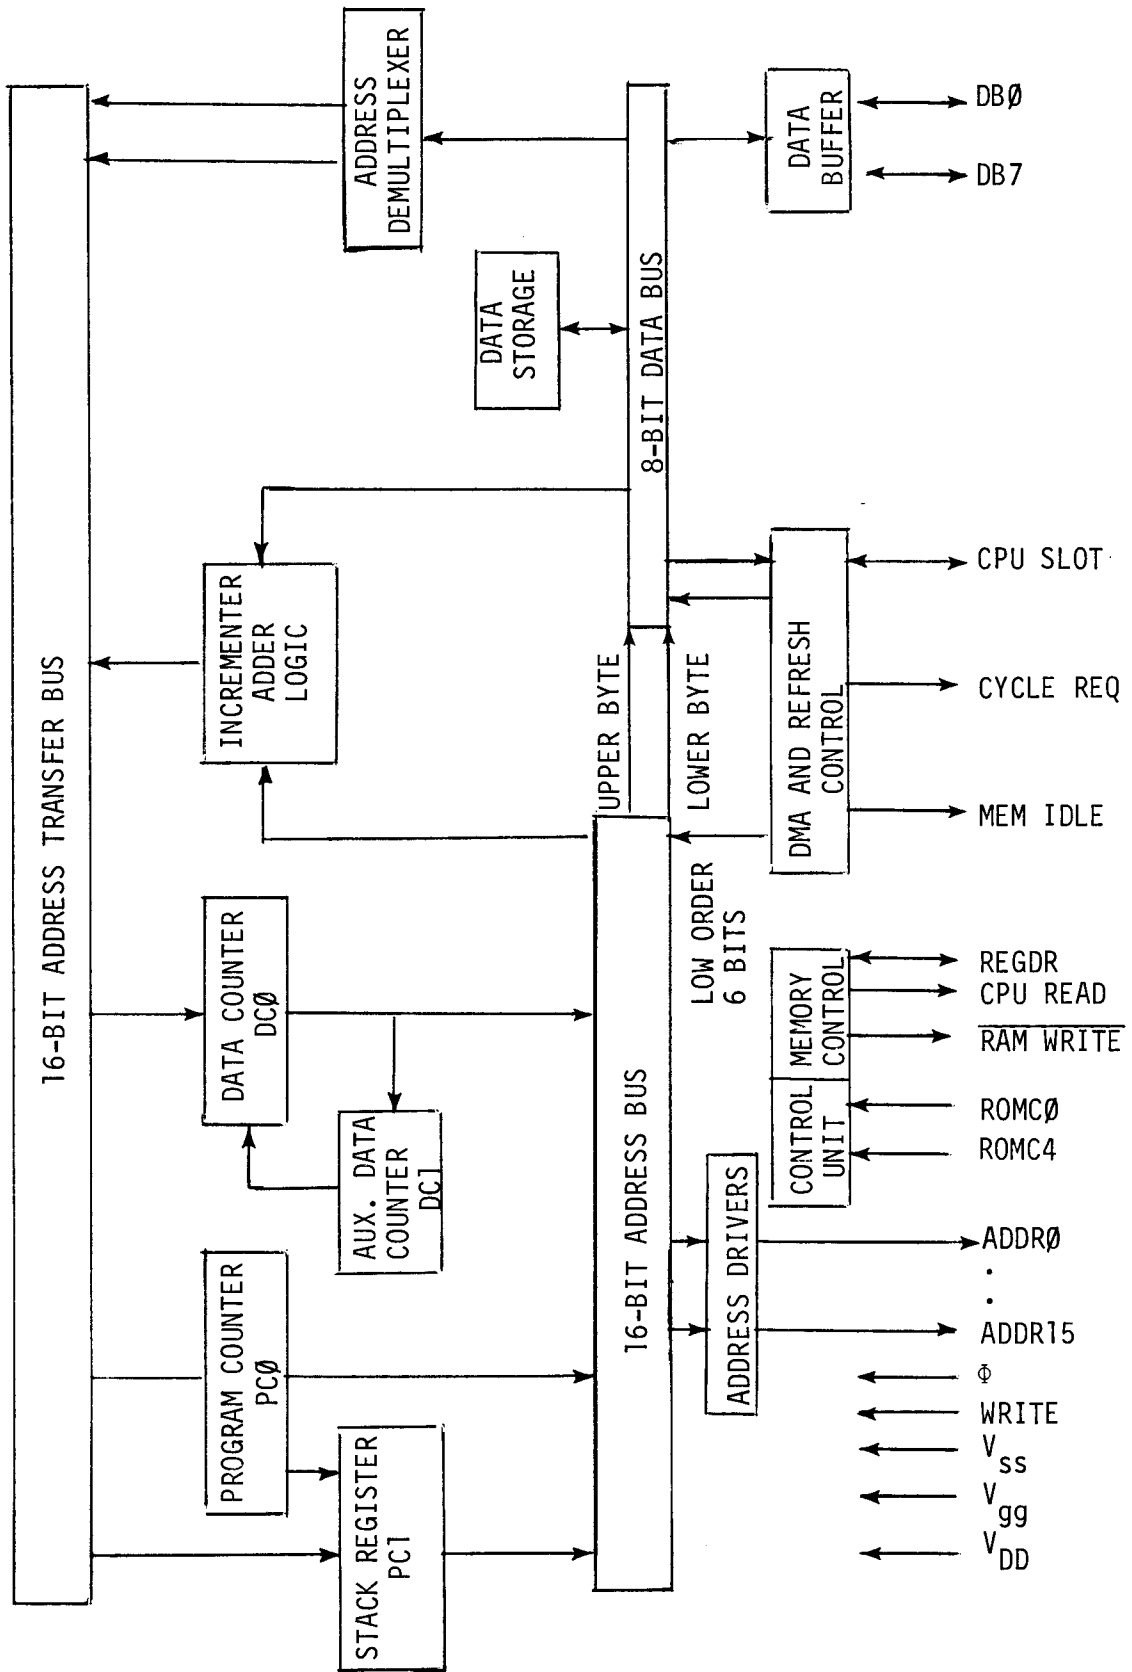 16-BIT ADDRESS TRANSFER BUS
ADDRESS
DEMULTIPLEXER
DATA
STORAGE
INCREMENTER
ADDER
LOGIC
DATA COUNTER
DCØ
AUX. DATA
COUNTER
DC1
PROGRAM COUNTER
PCØ
STACK REGISTER
PC1
8-BIT DATA BUS
UPPER BYTE
LOWER BYTE
16-BIT ADDRESS BUS
LOW ORDER
6 BITS
DATA
BUFFER
DMA AND REFRESH
CONTROL
MEMORY
CONTROL
CONTROL
UNIT
ADDRESS DRIVERS
DBØ
DB7
CPU SLOT
CYCLE REQ
MEM IDLE
REGDR
CPU READ
RAM WRITE
ROMCØ
ROMC4
ADDRØ
.
.
ADDR15
Φ
WRITE
Vss
Vgg
VDD